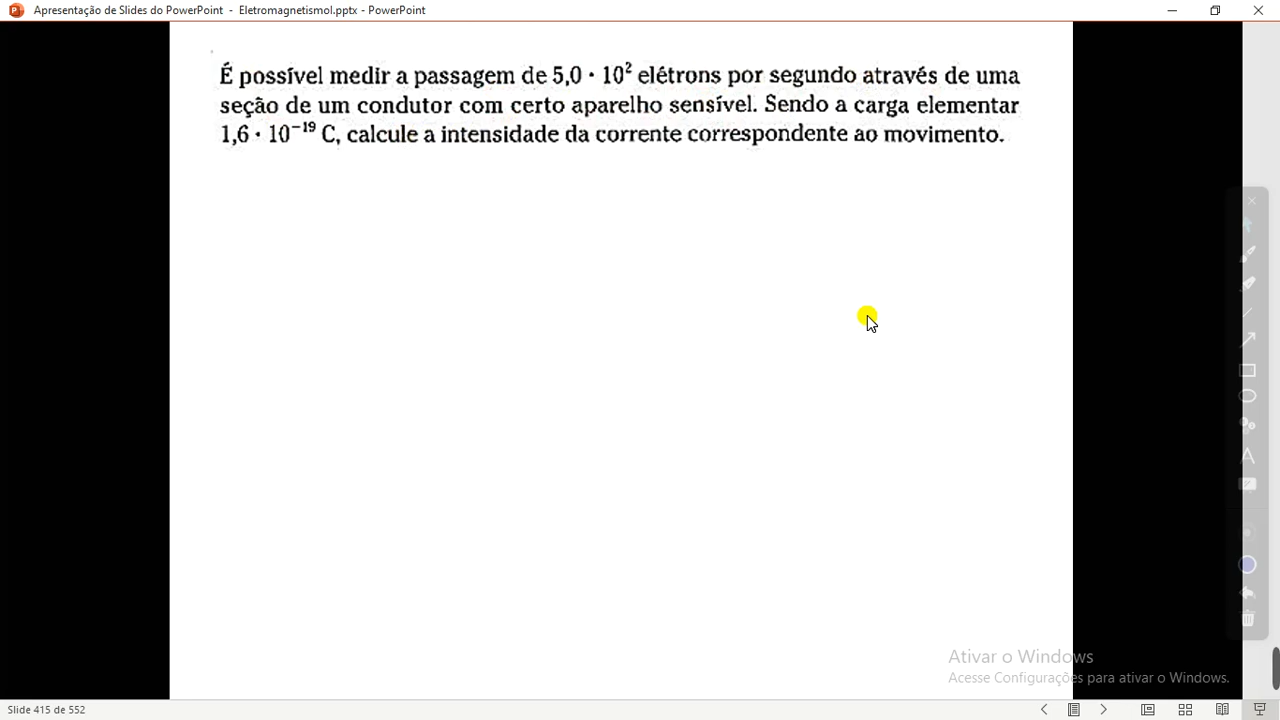 Apresentação de Slides do PowerPoint - Eletromagnetismol.pptx - PowerPoint
É possível medir a passagem de 5,0 · 10² elétrons por segundo através de uma
seção de um condutor com certo aparelho sensível. Sendo a carga elementar
1,6 · 10⁻¹⁹ C, calcule a intensidade da corrente correspondente ao movimento.
Ativar o Windows
Acesse Configurações para ativar o Windows.
Slide 415 de 552